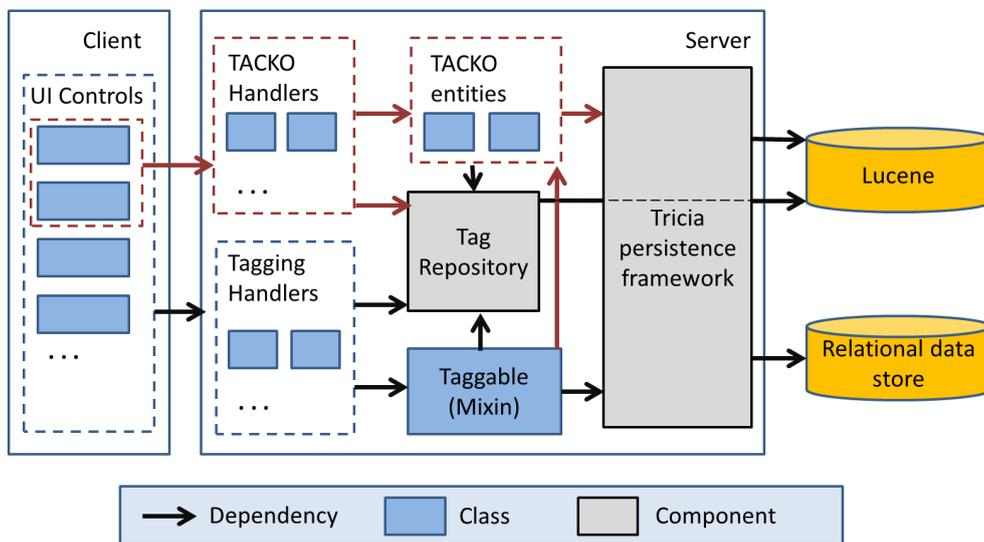 Client
UI Controls
...
Server
TACKO
Handlers
...
TACKO
entities
Tagging
Handlers
...
Tag
Repository
Taggable
(Mixin)
Tricia
persistence
framework
Lucene
Relational data
store
Dependency
Class
Component